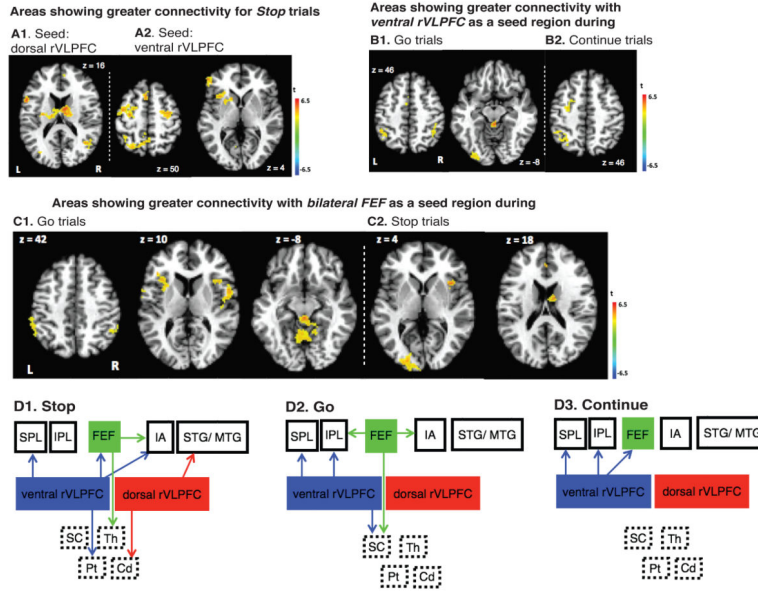 Areas showing greater connectivity for Stop trials
A1. Seed:
dorsal rVLPFC
A2. Seed:
ventral rVLPFC
z = 16
z = 50
z = 4
L
R
t
6.5
-6.5
Areas showing greater connectivity with
ventral rVLPFC as a seed region during
B1. Go trials
B2. Continue trials
z = 46
z = -8
z = 46
L
R
t
6.5
-6.5
Areas showing greater connectivity with bilateral FEF as a seed region during
C1. Go trials
C2. Stop trials
z = 42
z = 10
z = -8
z = 4
z = 18
L
R
t
6.5
-6.5
D1. Stop
SPL
IPL
FEF
IA
STG/ MTG
ventral rVLPFC
dorsal rVLPFC
SC
Th
Pt
Cd
D2. Go
SPL
IPL
FEF
IA
STG/ MTG
ventral rVLPFC
dorsal rVLPFC
SC
Th
Pt
Cd
D3. Continue
SPL
IPL
FEF
IA
STG/ MTG
ventral rVLPFC
dorsal rVLPFC
SC
Th
Pt
Cd